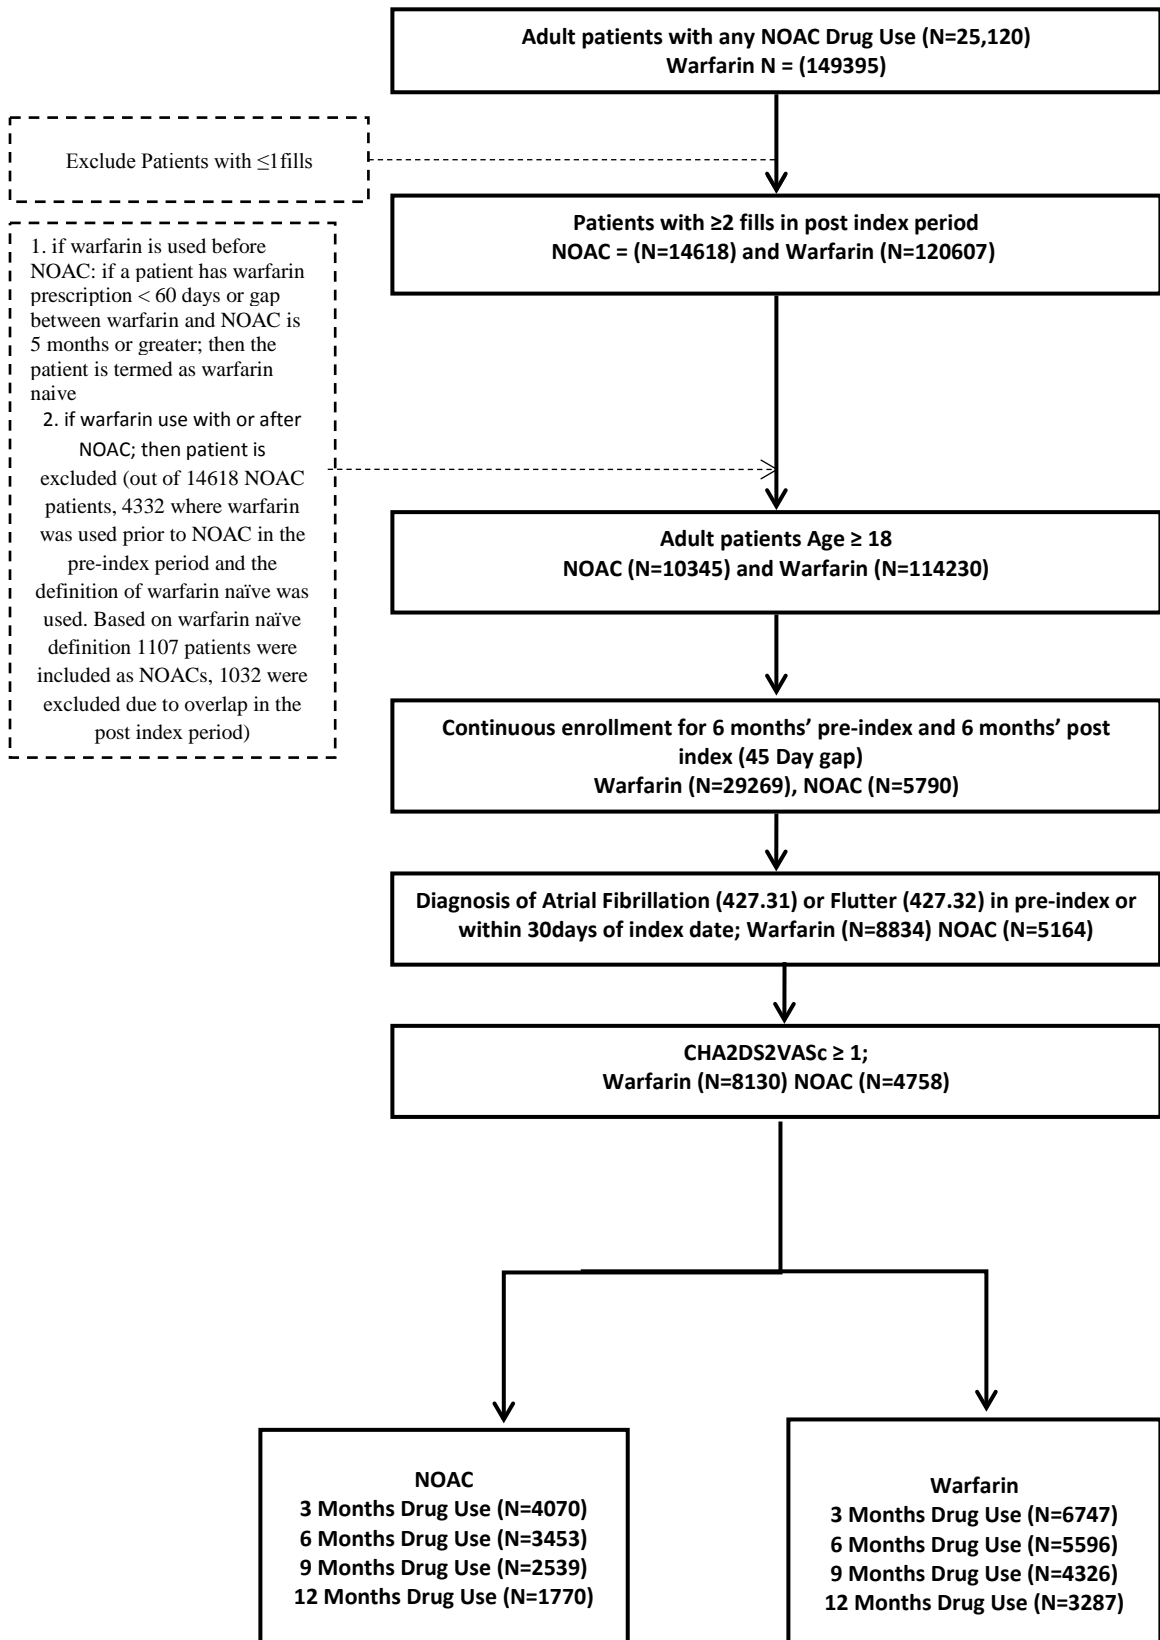 Adult patients with any NOAC Drug Use (N=25,120)
Warfarin N = (149395)
Exclude Patients with ≤1fills
Patients with ≥2 fills in post index period
NOAC = (N=14618) and Warfarin (N=120607)
1. if warfarin is used before
NOAC: if a patient has warfarin
prescription < 60 days or gap
between warfarin and NOAC is
5 months or greater; then the
patient is termed as warfarin
naive
2. if warfarin use with or after
NOAC; then patient is
excluded (out of 14618 NOAC
patients, 4332 where warfarin
was used prior to NOAC in the
pre-index period and the
definition of warfarin naïve was
used. Based on warfarin naïve
definition 1107 patients were
included as NOACs, 1032 were
excluded due to overlap in the
post index period)
Adult patients Age ≥ 18
NOAC (N=10345) and Warfarin (N=114230)
Continuous enrollment for 6 months’ pre-index and 6 months’ post
index (45 Day gap)
Warfarin (N=29269), NOAC (N=5790)
Diagnosis of Atrial Fibrillation (427.31) or Flutter (427.32) in pre-index or
within 30days of index date; Warfarin (N=8834) NOAC (N=5164)
CHA2DS2VASc ≥ 1;
Warfarin (N=8130) NOAC (N=4758)
NOAC
3 Months Drug Use (N=4070)
6 Months Drug Use (N=3453)
9 Months Drug Use (N=2539)
12 Months Drug Use (N=1770)
Warfarin
3 Months Drug Use (N=6747)
6 Months Drug Use (N=5596)
9 Months Drug Use (N=4326)
12 Months Drug Use (N=3287)